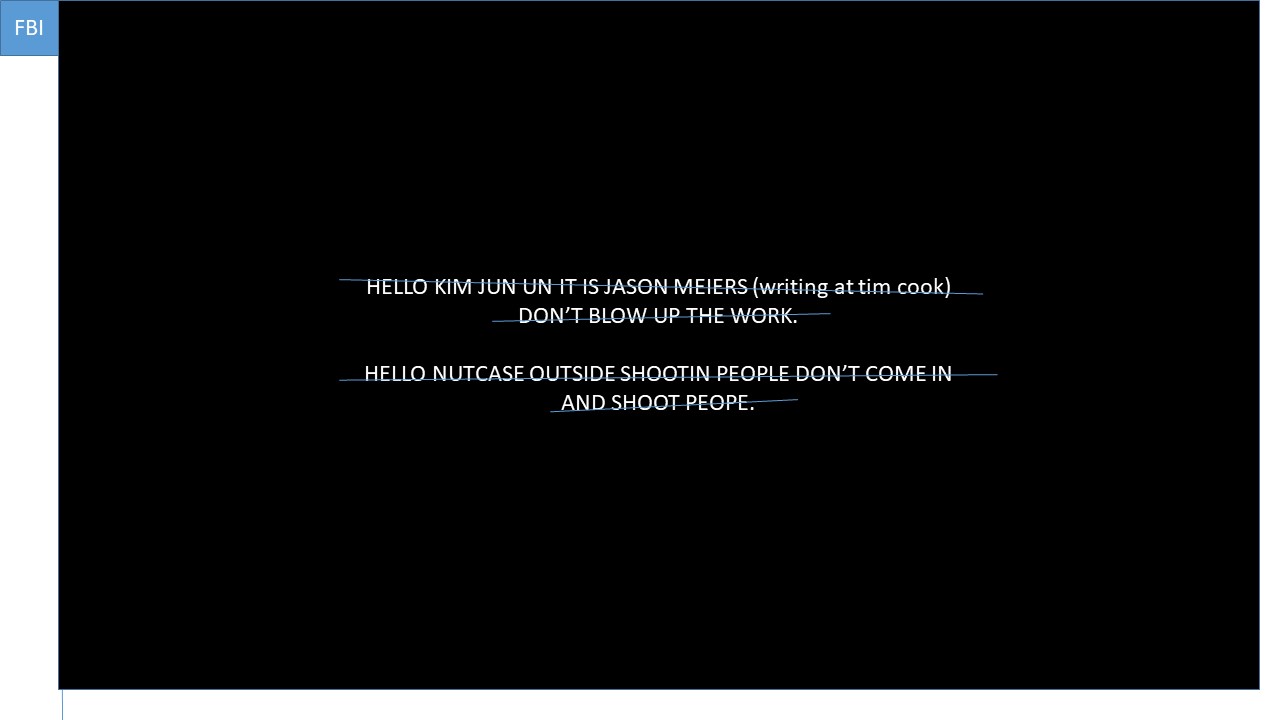 FBI
HELLO KIM JUN UN IT IS JASON MEIERS (writing at tim cook)
DON’T BLOW UP THE WORK.
HELLO NUTCASE OUTSIDE SHOOTIN PEOPLE DON’T COME IN
AND SHOOT PEOPE.